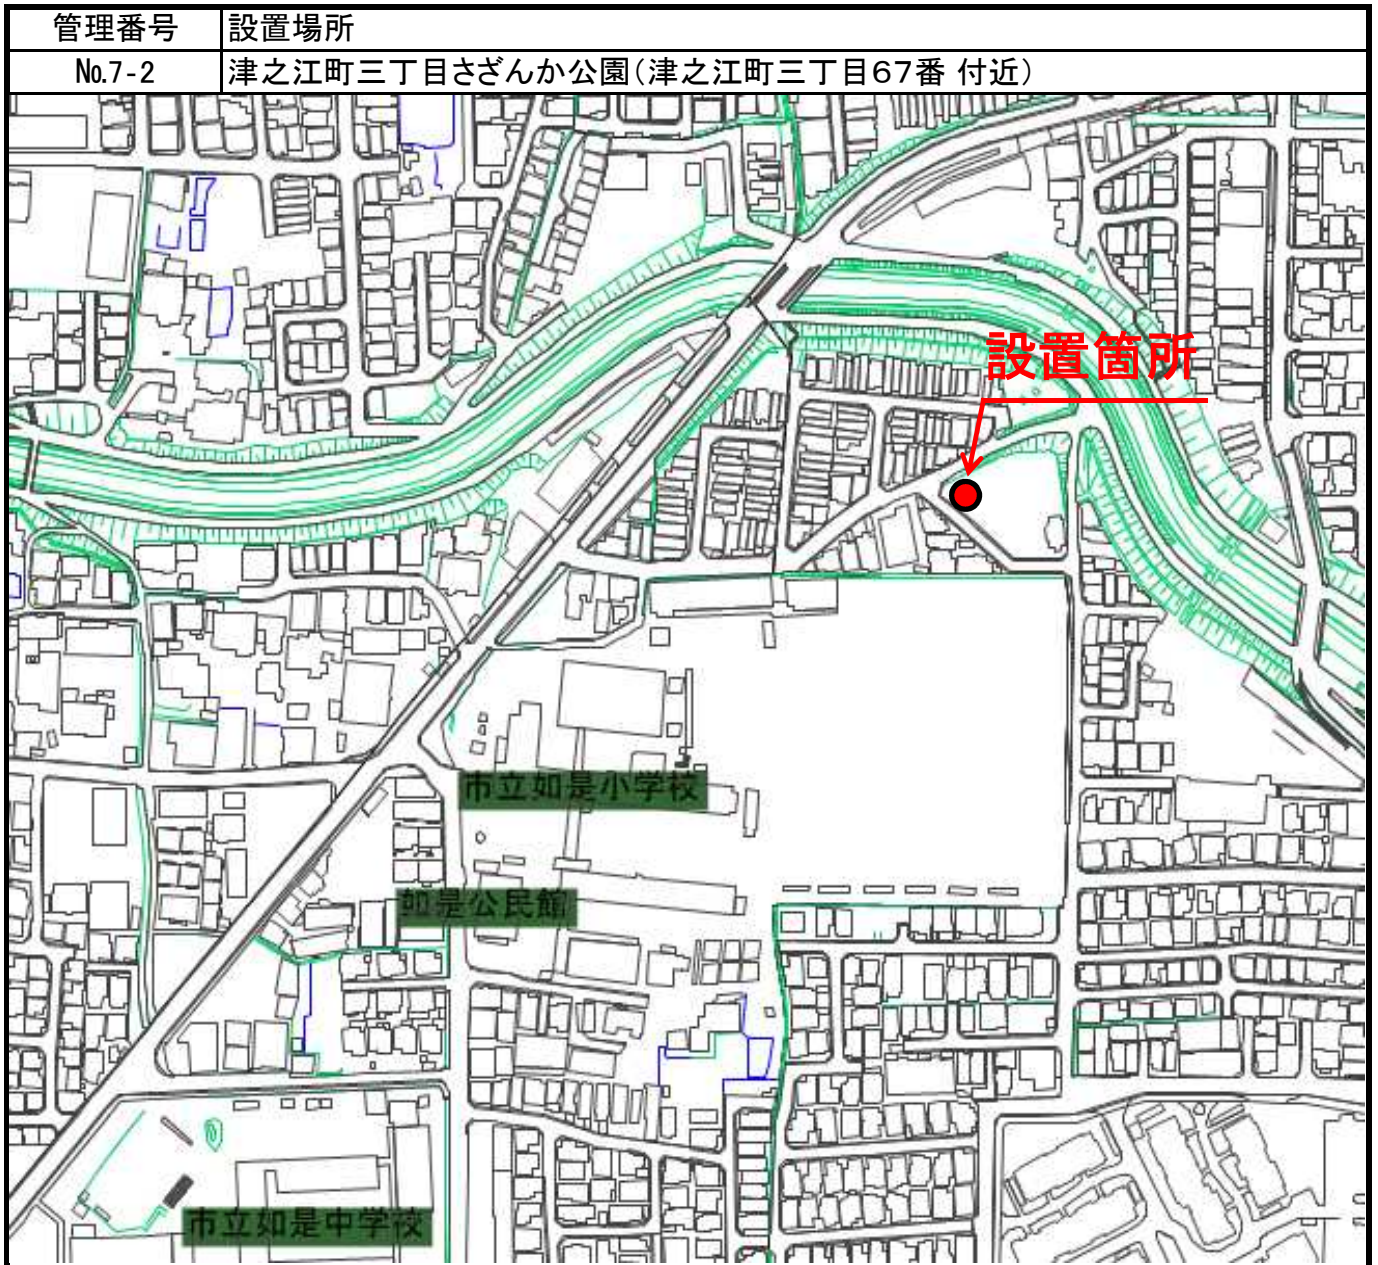 管理番号 設置場所
№7-2 津之江町三丁目さざんか公園(津之江町三丁目67番 付近)
設置箇所
市立如是小学校
如是公民館
市立如是中学校